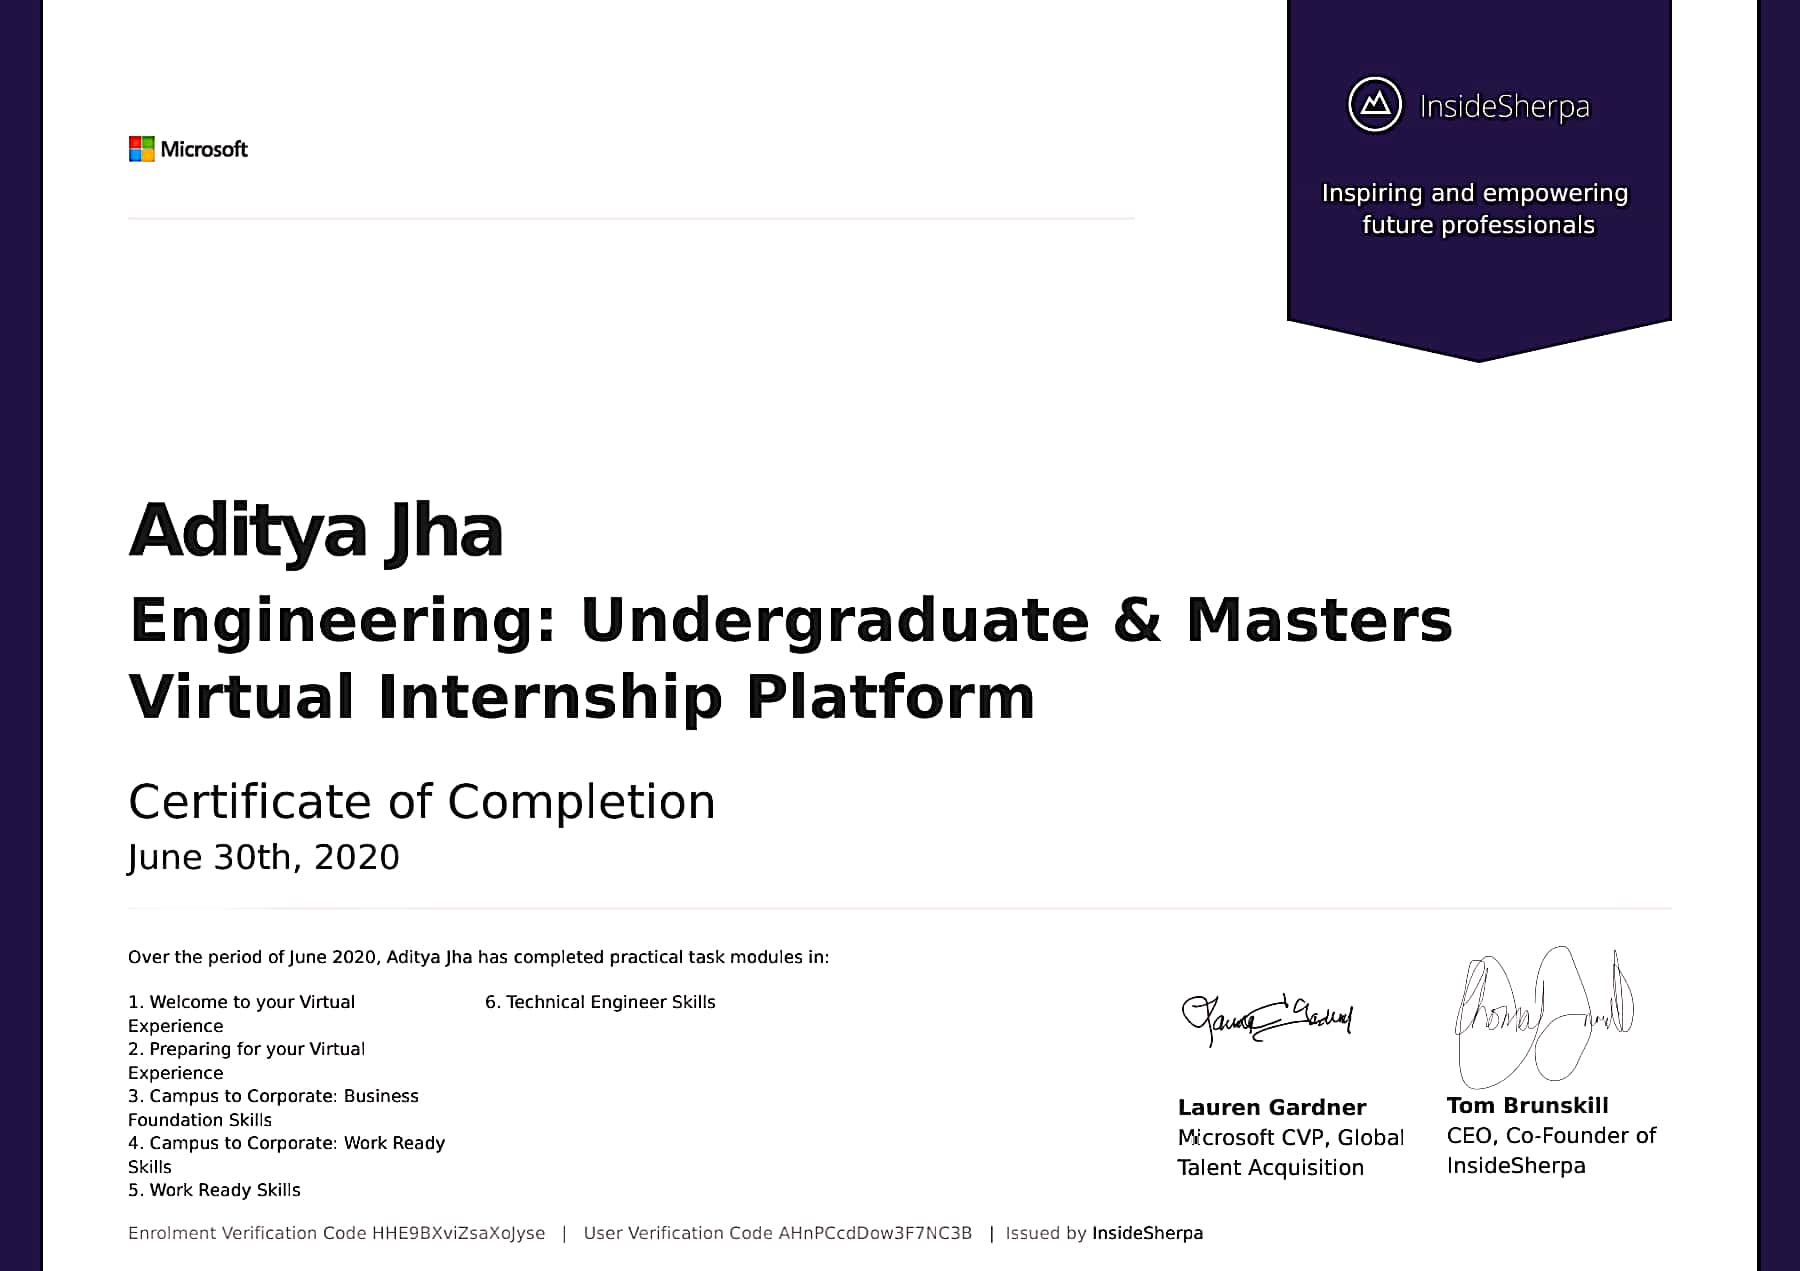 Microsoft
InsideSherpa
Inspiring and empowering
future professionals
Aditya Jha
Engineering: Undergraduate & Masters
Virtual Internship Platform
Certificate of Completion
June 30th, 2020
Over the period of June 2020, Aditya Jha has completed practical task modules in:
1. Welcome to your Virtual
Experience
2. Preparing for your Virtual
Experience
3. Campus to Corporate: Business
Foundation Skills
4. Campus to Corporate: Work Ready
Skills
5. Work Ready Skills
6. Technical Engineer Skills
Lauren Gardner
Microsoft CVP, Global
Talent Acquisition
Tom Brunskill
CEO, Co-Founder of
InsideSherpa
Enrolment Verification Code HHE9BXviZsaXoJyse | User Verification Code AHnPCcdDow3F7NC3B | Issued by InsideSherpa